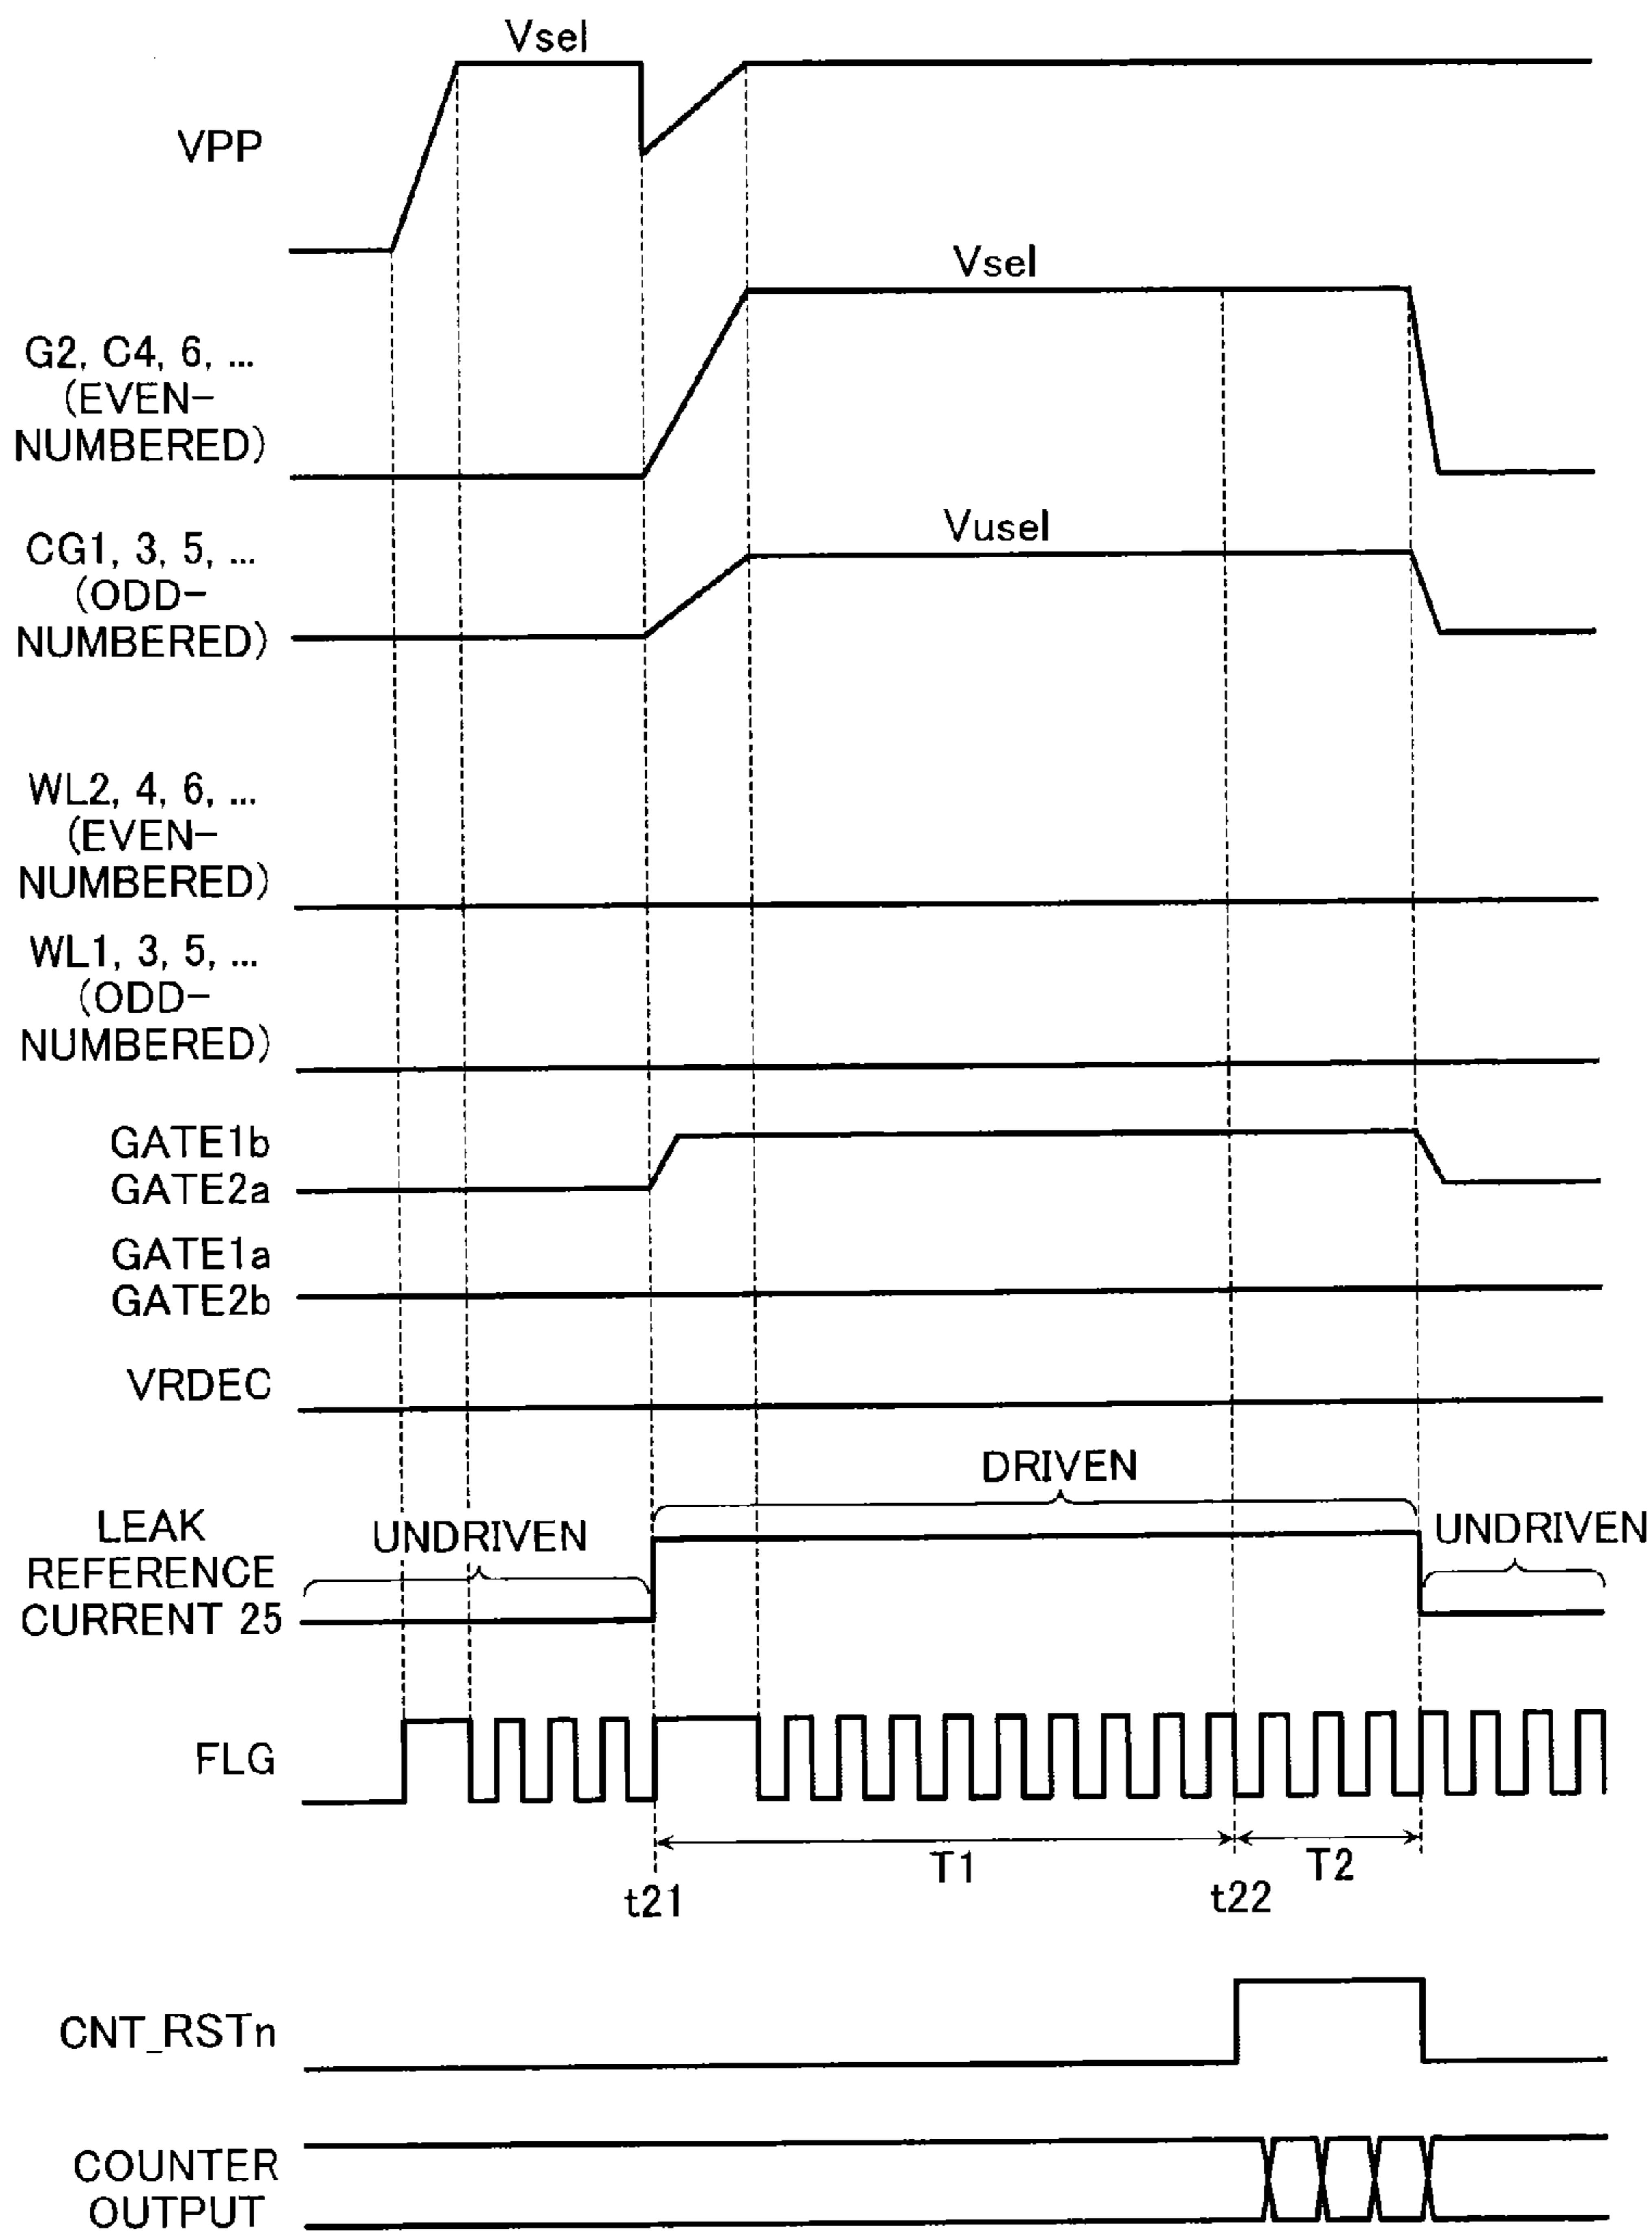 Vsel
VPP
Vsel
G2, C4, 6, ...
(EVEN-
NUMBERED)
Vusel
CG1, 3, 5, ...
(ODD-
NUMBERED)
WL2, 4, 6, ...
(EVEN-
NUMBERED)
WL1, 3, 5, ...
(ODD-
NUMBERED)
GATE1b
GATE2a
GATE1a
GATE2b
VRDEC
DRIVEN
LEAK
REFERENCE
CURRENT 25
UNDRIVEN
UNDRIVEN
FLG
T1
T2
t21
t22
CNT_RSTn
COUNTER
OUTPUT